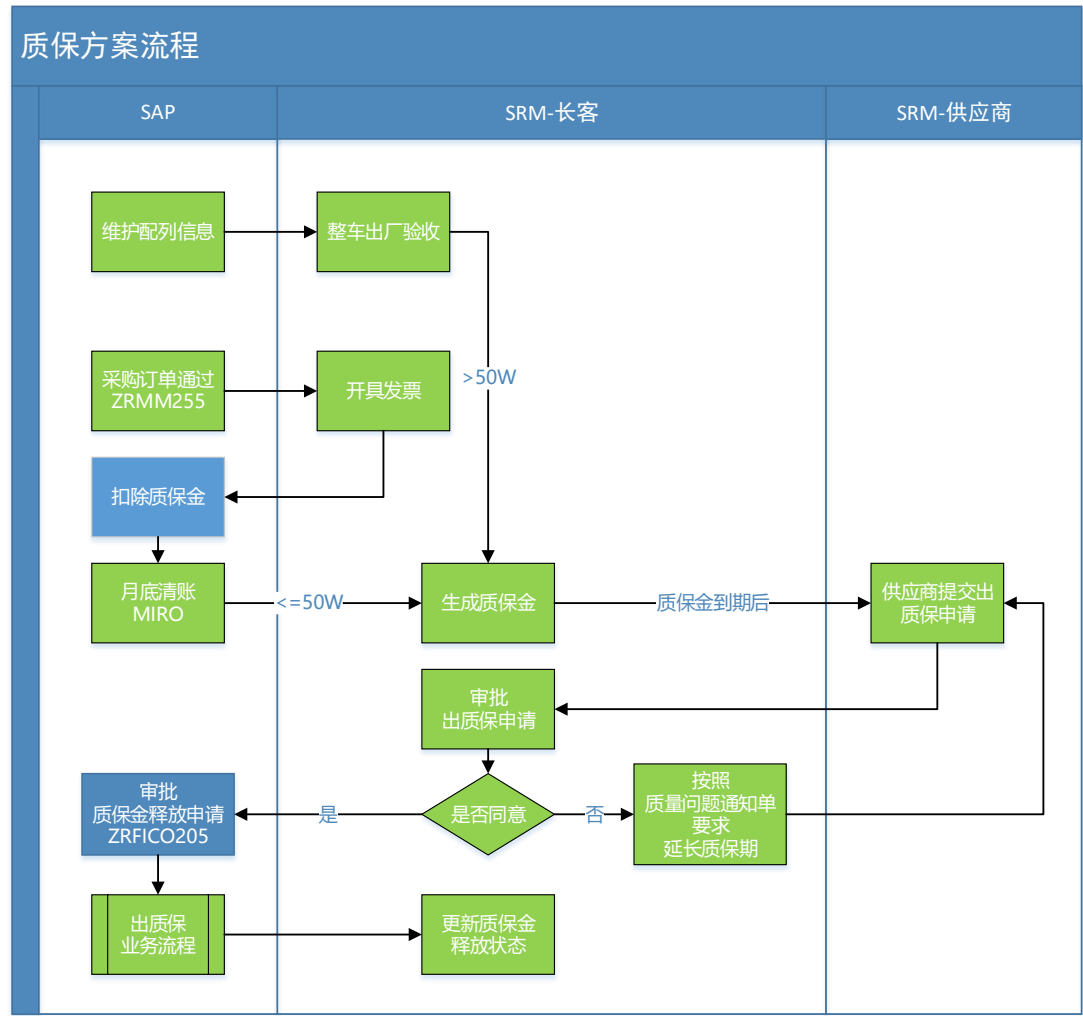 质保方案流程
SAP
SRM-长客
SRM-供应商
维护配列信息
整车出厂验收
>50W
采购订单通过
ZRMM255
开具发票
扣除质保金
月底清账
MIRO
<=50W
生成质保金
质保金到期后
供应商提交出
质保申请
审批
出质保申请
审批
质保金释放申请
ZRFICO205
是
是否同意
否
按照
质量问题通知单
要求
延长质保期
出质保
业务流程
更新质保金
释放状态